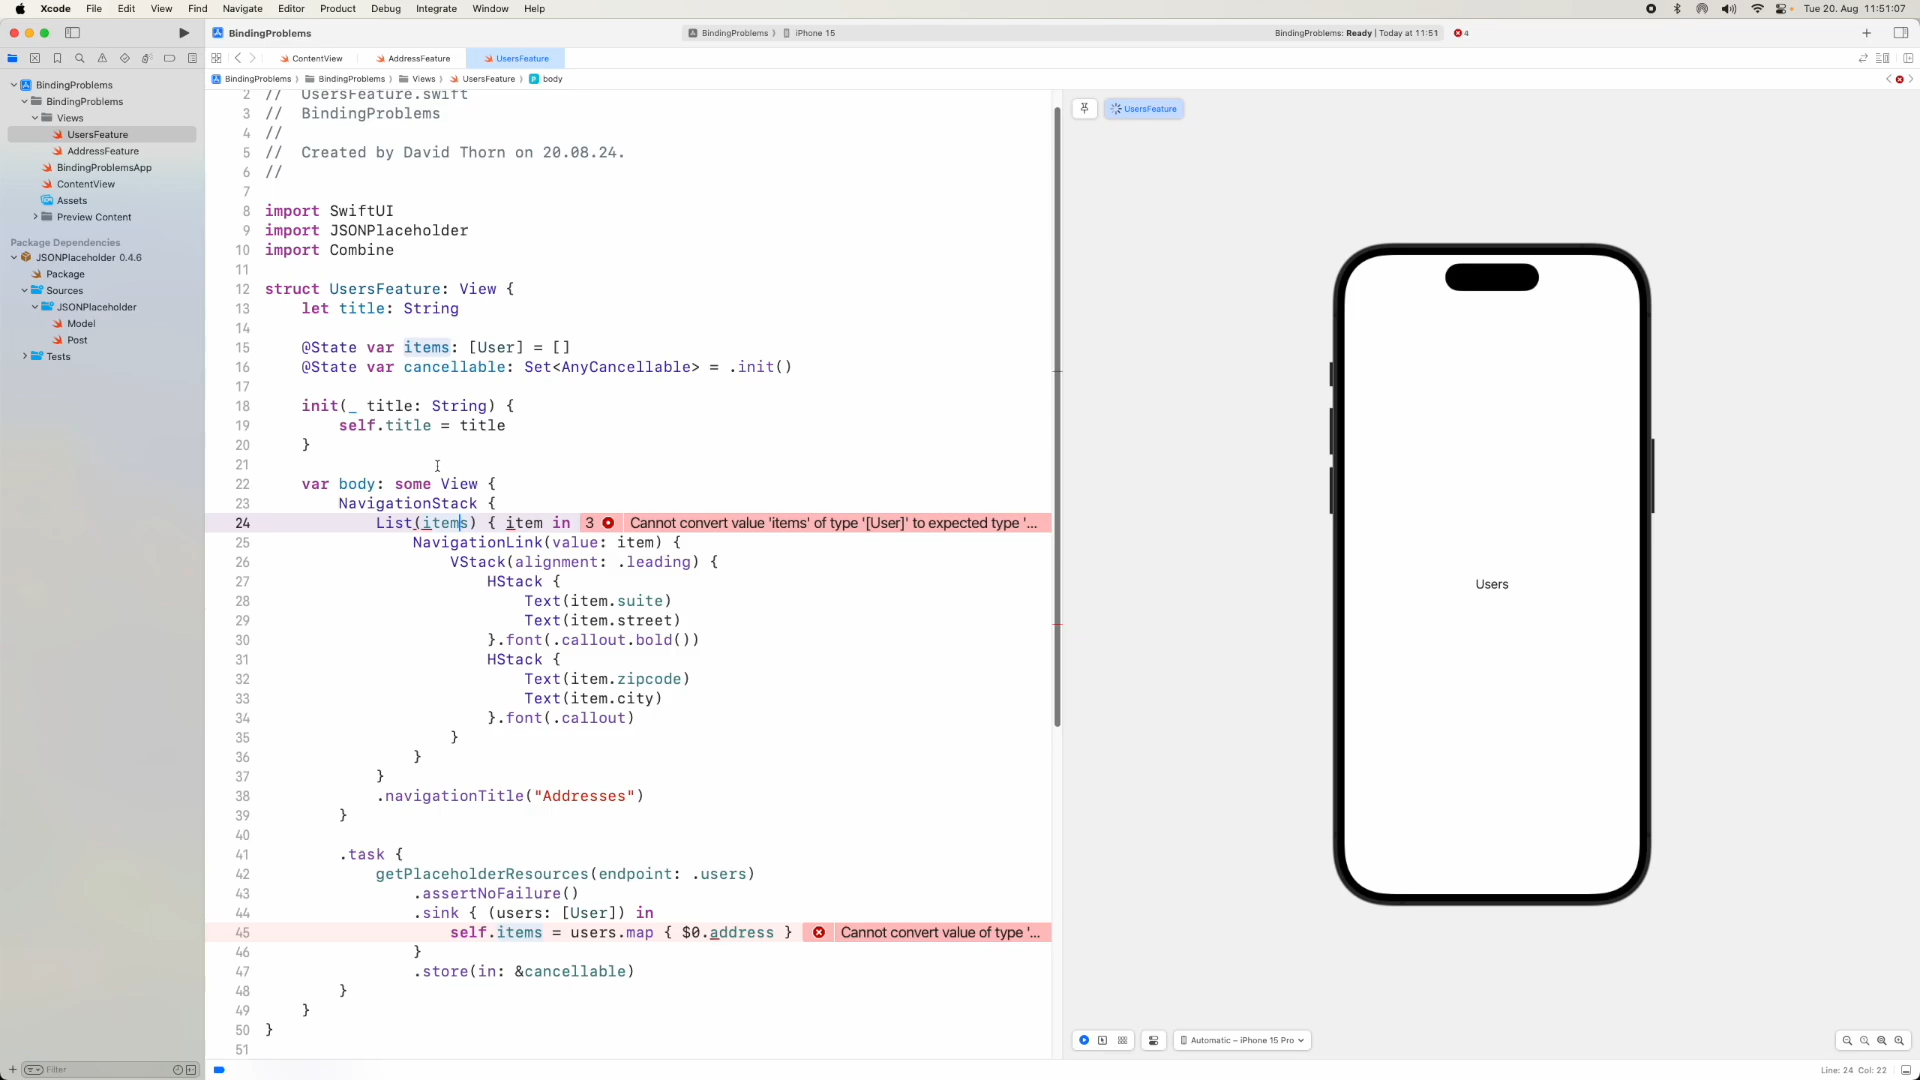 Xcode File Edit View Find Navigate Editor Product Debug Integrate Window Help Tue 20. Aug 11:51:07
BindingProblems BindingProblems 〉 iPhone 15 BindingProblems: Ready | Today at 11:51 4
ContentView AddressFeature UsersFeature
BindingProblems 〉 BindingProblems 〉 Views 〉 UsersFeature 〉 body
BindingProblems
BindingProblems
Views
UsersFeature
AddressFeature
BindingProblemsApp
ContentView
Assets
Preview Content
Package Dependencies
JSONPlaceholder 0.4.6
Package
Sources
JSONPlaceholder
Model
Post
Tests
Filter
2 // UsersFeature.swift
3 // BindingProblems
4 //
5 // Created by David Thorn on 20.08.24.
6 //
7
8 import SwiftUI
9 import JSONPlaceholder
10 import Combine
11
12 struct UsersFeature: View {
13 let title: String
14
15 @State var items: [User] = []
16 @State var cancellable: Set<AnyCancellable> = .init()
17
18 init(_ title: String) {
19 self.title = title
20 }
21
22 var body: some View {
23 NavigationStack {
24 List(items) { item in 3 Cannot convert value 'items' of type '[User]' to expected type '...
25 NavigationLink(value: item) {
26 VStack(alignment: .leading) {
27 HStack {
28 Text(item.suite)
29 Text(item.street)
30 }.font(.callout.bold())
31 HStack {
32 Text(item.zipcode)
33 Text(item.city)
34 }.font(.callout)
35 }
36 }
37 }
38 .navigationTitle("Addresses")
39 }
40
41 .task {
42 getPlaceholderResources(endpoint: .users)
43 .assertNoFailure()
44 .sink { (users: [User]) in
45 self.items = users.map { $0.address } Cannot convert value of type '...
46 }
47 .store(in: &cancellable)
48 }
49 }
50 }
51
UsersFeature
Users
Automatic – iPhone 15 Pro
Line: 24 Col: 22